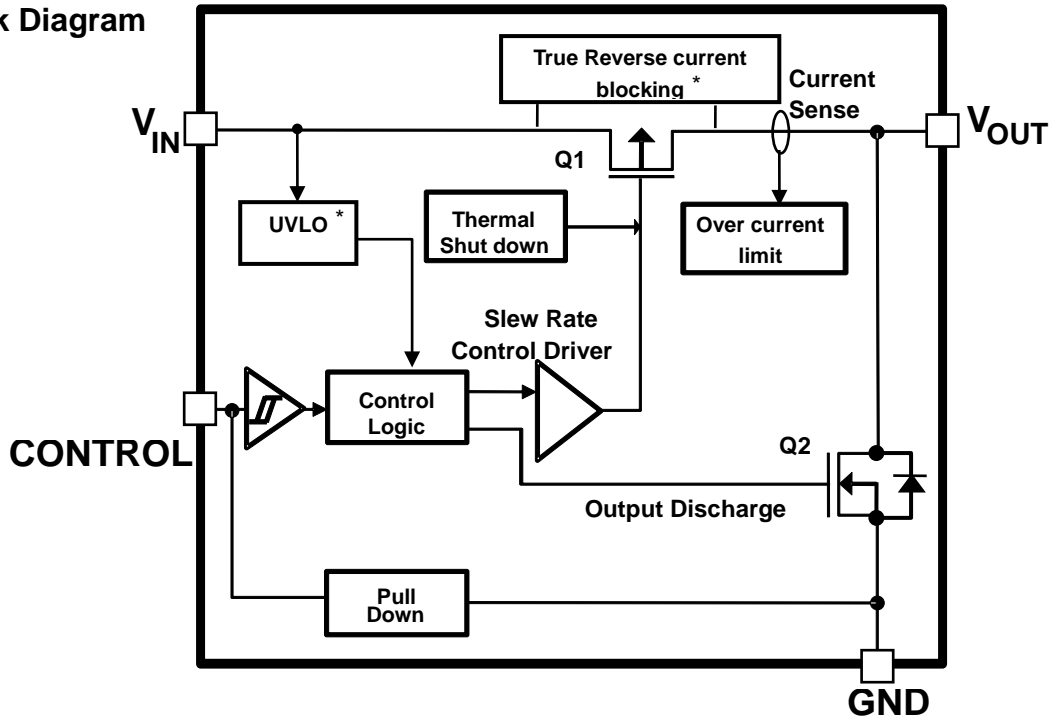 k Diagram
True Reverse current
blocking *
Current
Sense
VIN
VOUT
Q1
UVLO *
Thermal
Shut down
Over current
limit
Slew Rate
Control Driver
Control
Logic
CONTROL
Q2
Output Discharge
Pull
Down
GND